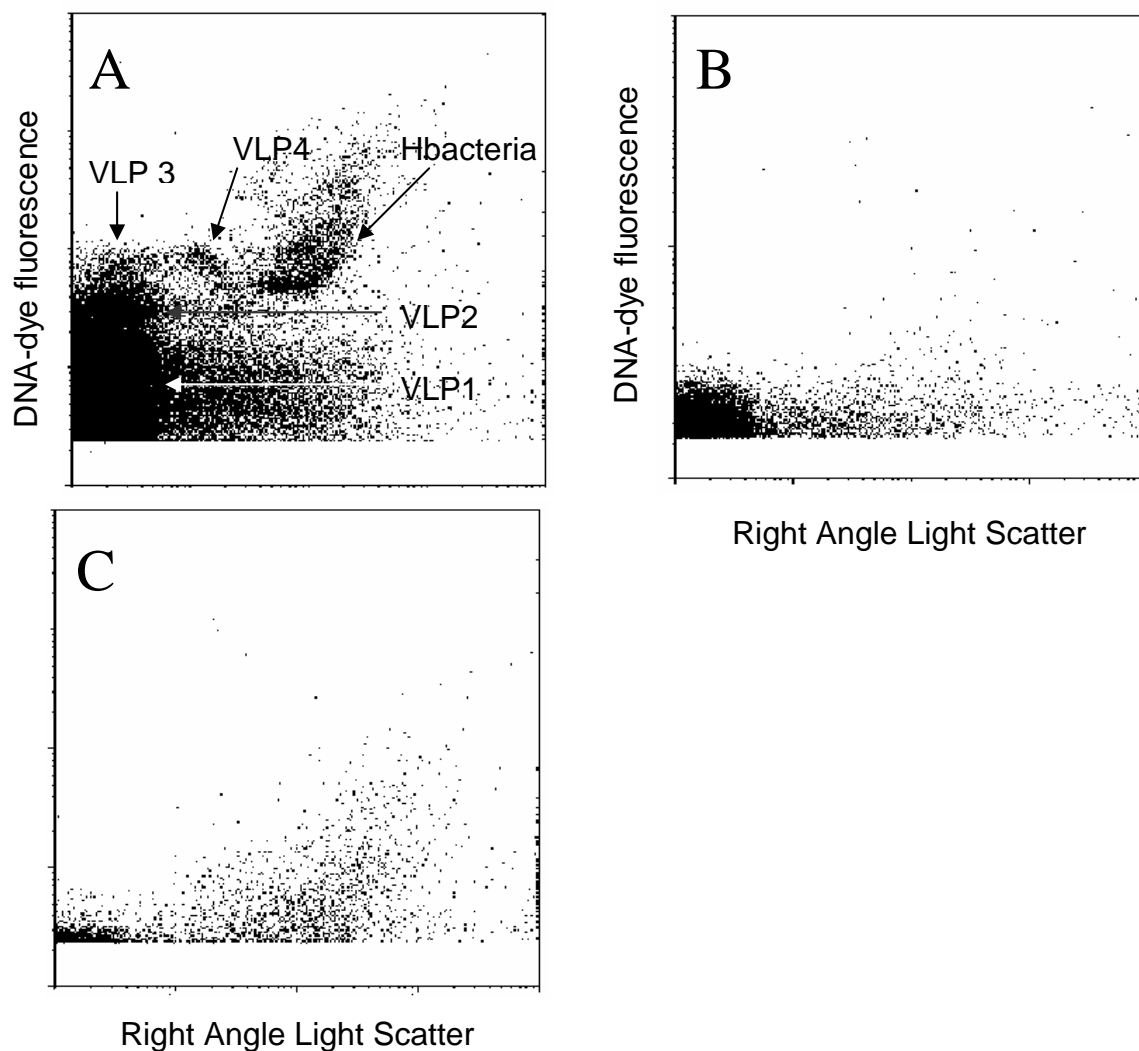 A
DNA-dye fluorescence
VLP 3
VLP4
Hbacteria
VLP2
VLP1
B
DNA-dye fluorescence
Right Angle Light Scatter
C
Right Angle Light Scatter